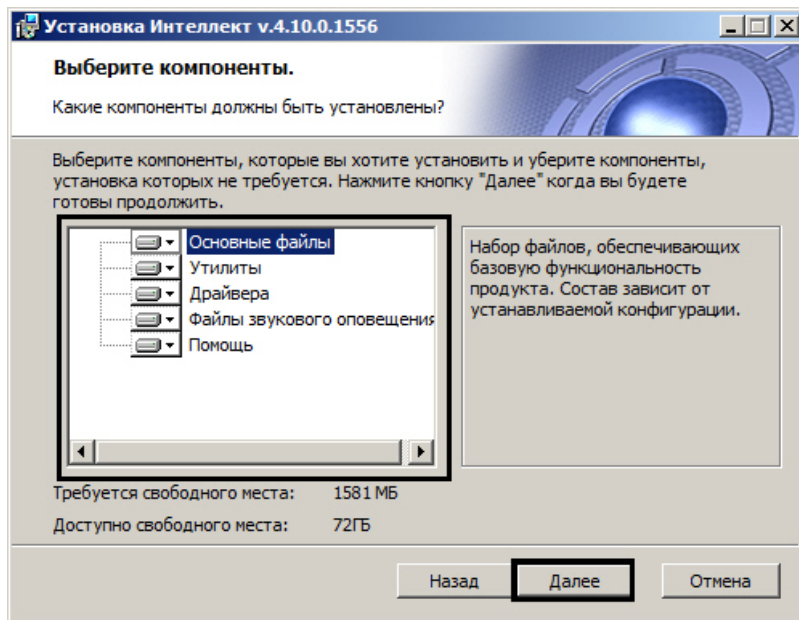 Установка Интеллект v.4.10.0.1556
Выберите компоненты.
Какие компоненты должны быть установлены?
Выберите компоненты, которые вы хотите установить и уберите компоненты,
установка которых не требуется. Нажмите кнопку "Далее" когда вы будете
готовы продолжить.
Основные файлы
Утилиты
Драйвера
Файлы звукового оповещения
Помощь
Набор файлов, обеспечивающих
базовую функциональность
продукта. Состав зависит от
устанавливаемой конфигурации.
Требуется свободного места: 1581 МБ
Доступно свободного места: 72ГБ
Назад Далее Отмена